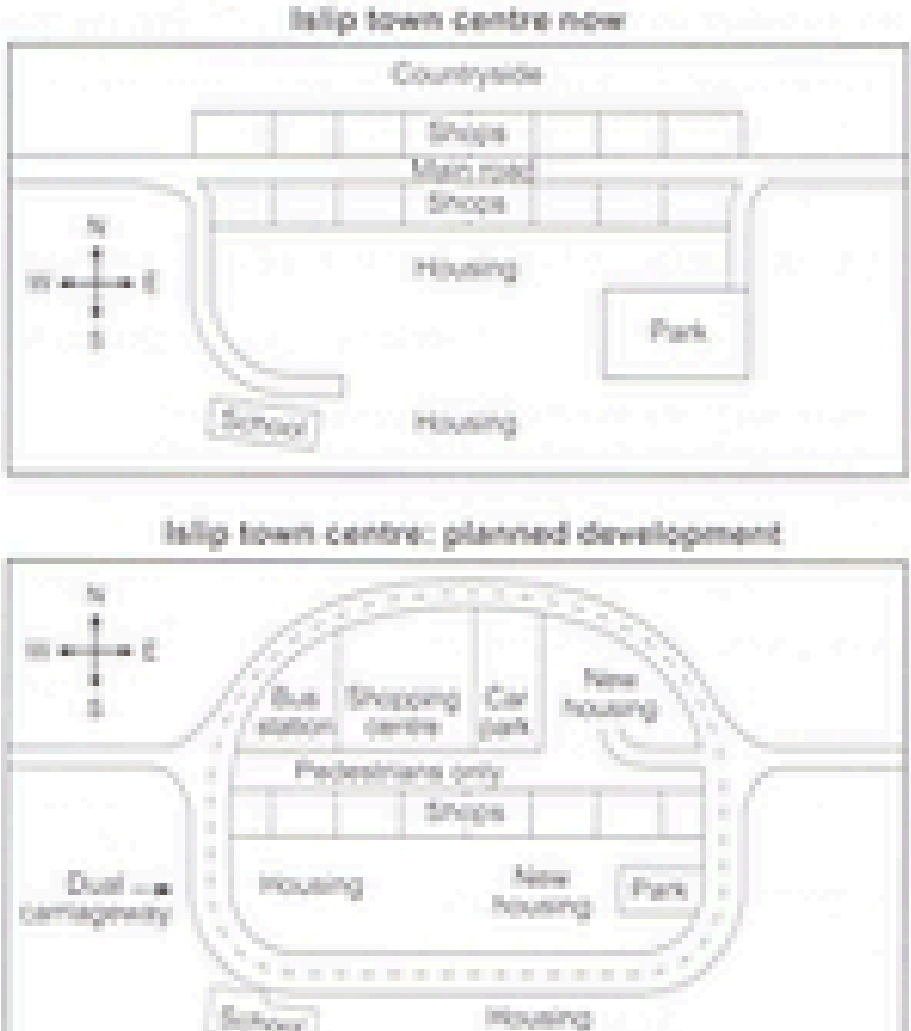 Islip town centre now
Countryside
Shops
Main road
Shops
N
W E
S
Housing
Park
School
Housing
Islip town centre: planned development
N
W E
S
Bus
station
Shopping
centre
Car
park
New
housing
Pedestrians only
Shops
Dual
carriageway
Housing
New
housing
Park
School
Housing